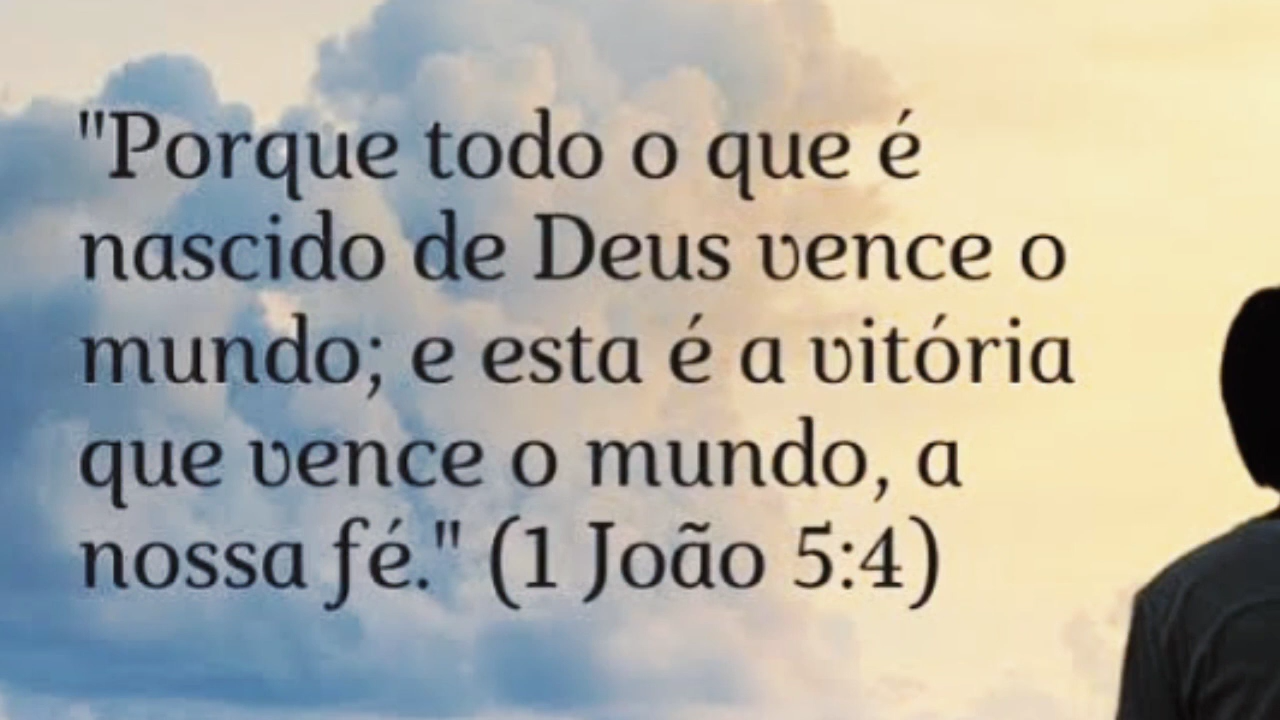 "Porque todo o que é
nascido de Deus vence o
mundo; e esta é a vitória
que vence o mundo, a
nossa fé." (1 João 5:4)